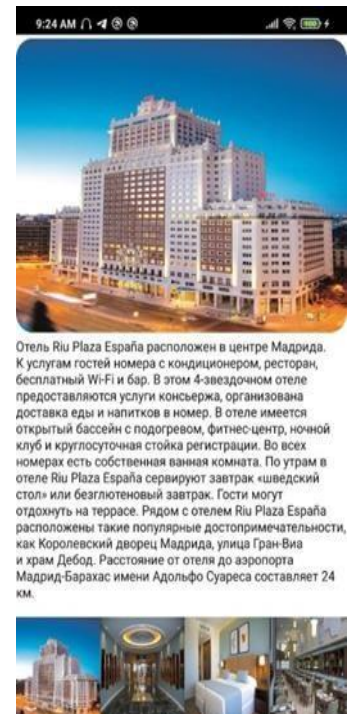 9:24 AM
Отель Riu Plaza España расположен в центре Мадрида.
К услугам гостей номера с кондиционером, ресторан,
бесплатный Wi-Fi и бар. В этом 4-звездочном отеле
предоставляются услуги консьержа, организована
доставка еды и напитков в номер. В отеле имеется
открытый бассейн с подогревом, фитнес-центр, ночной
клуб и круглосуточная стойка регистрации. Во всех
номерах есть собственная ванная комната. По утрам в
отеле Riu Plaza España сервируют завтрак «шведский
стол» или безглютеновый завтрак. Гости могут
отдохнуть на террасе. Рядом с отелем Riu Plaza España
расположены такие популярные достопримечательности,
как Королевский дворец Мадрида, улица Гран-Виа
и храм Дебод. Расстояние от отеля до аэропорта
Мадрид-Барахас имени Адольфо Суареса составляет 24
км.